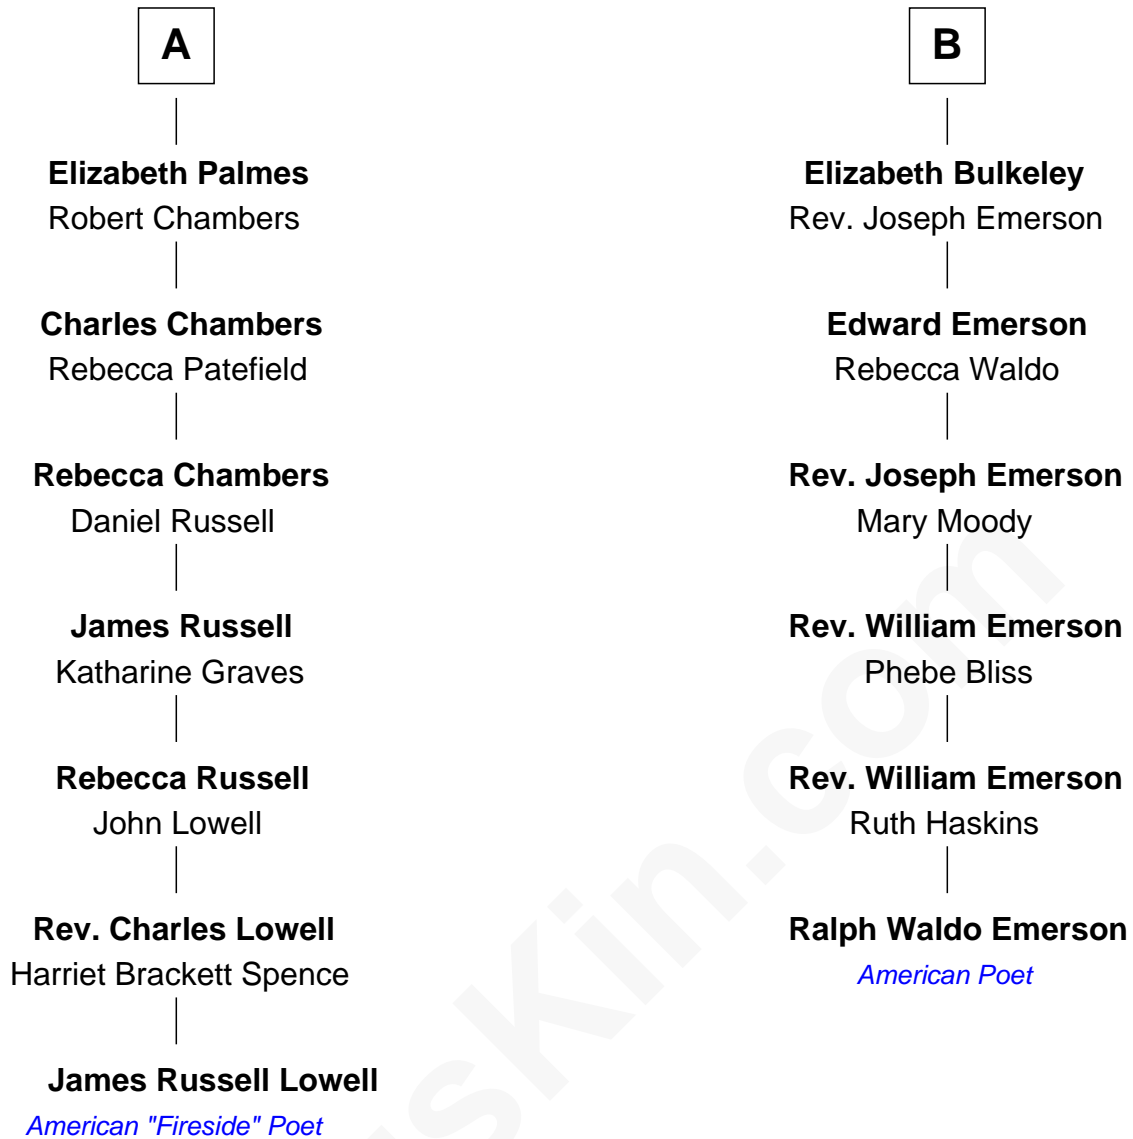 A
Elizabeth Palmes
Robert Chambers
Charles Chambers
Rebecca Patefield
Rebecca Chambers
Daniel Russell
James Russell
Katharine Graves
Rebecca Russell
John Lowell
Rev. Charles Lowell
Harriet Brackett Spence
James Russell Lowell
American "Fireside" Poet
B
Elizabeth Bulkeley
Rev. Joseph Emerson
Edward Emerson
Rebecca Waldo
Rev. Joseph Emerson
Mary Moody
Rev. William Emerson
Phebe Bliss
Rev. William Emerson
Ruth Haskins
Ralph Waldo Emerson
American Poet